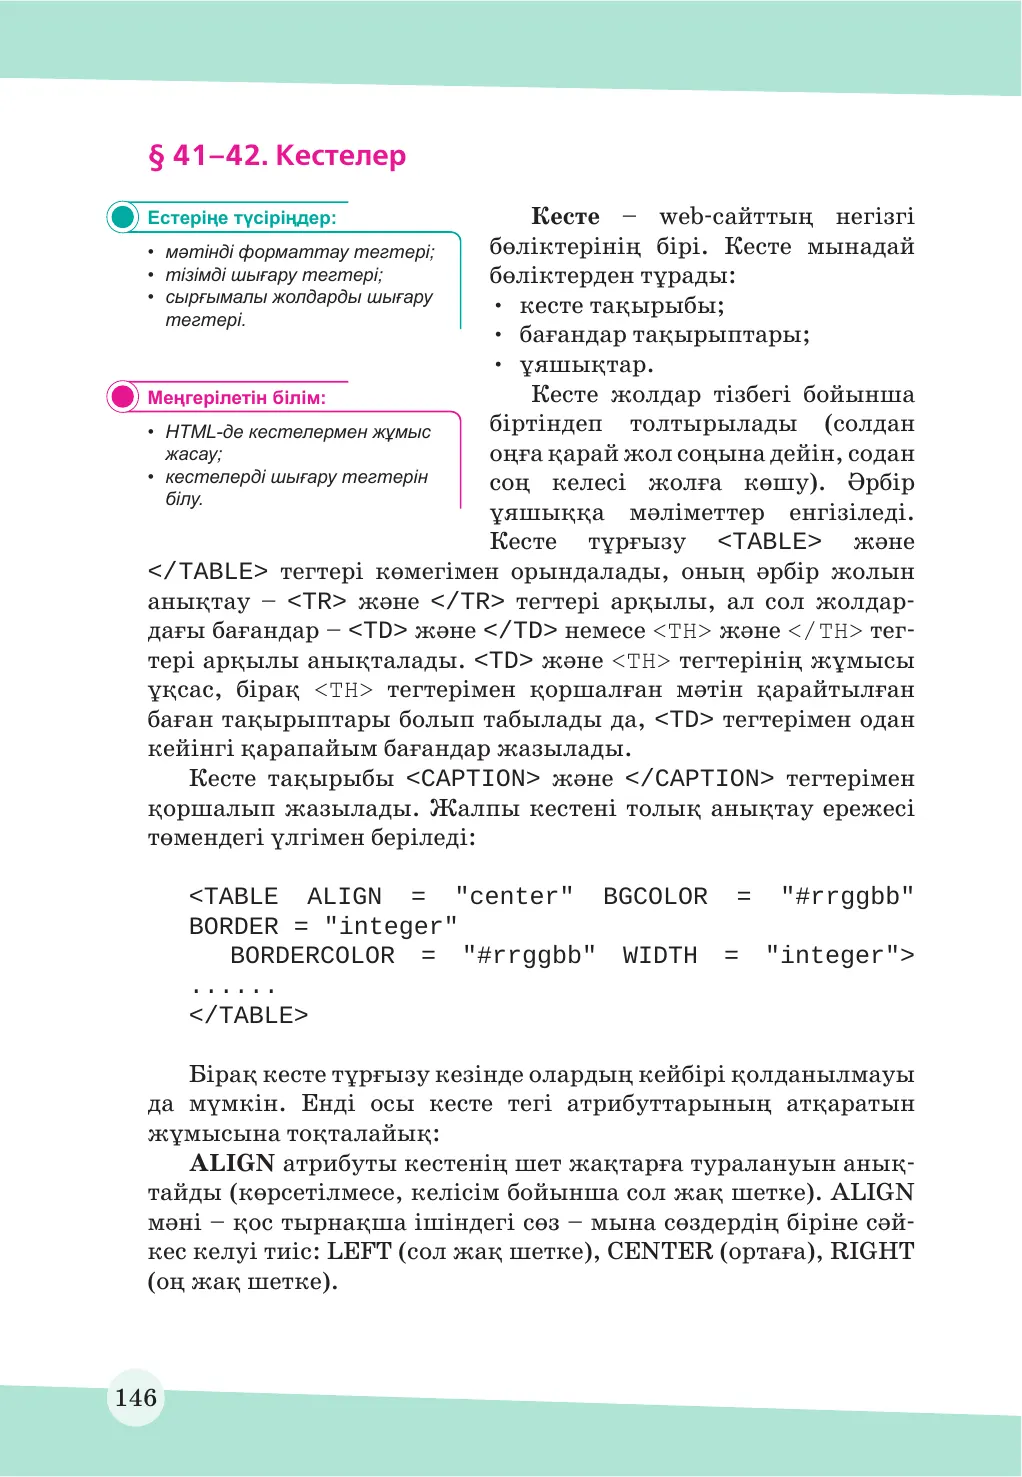 § 41–42. Кестелер
Естеріңе түсіріңдер:
• мәтінді форматтау тегтері;
• тізімді шығару тегтері;
• сырғымалы жолдарды шығару
тегтері.
Меңгерілетін білім:
• HTML-де кестелермен жұмыс
жасау;
• кестелерді шығару тегтерін
білу.
Кесте – web-сайттың негізгі
бөліктерінің бірі. Кесте мынадай
бөліктерден тұрады:
• кесте тақырыбы;
• бағандар тақырыптары;
• ұяшықтар.
Кесте жолдар тізбегі бойынша
біртіндеп толтырылады (солдан
оңға қарай жол соңына дейін, содан
соң келесі жолға көшу). Әрбір
ұяшыққа мәліметтер енгізіледі.
Кесте тұрғызу <TABLE> және
</TABLE> тегтері көмегімен орындалады, оның әрбір жолын
анықтау – <TR> және </TR> тегтері арқылы, ал сол жолдар-
дағы бағандар – <TD> және </TD> немесе <TH> және </TH> тег-
тері арқылы анықталады. <TD> және <TH> тегтерінің жұмысы
ұқсас, бірақ <TH> тегтерімен қоршалған мәтін қарайтылған
баған тақырыптары болып табылады да, <TD> тегтерімен одан
кейінгі қарапайым бағандар жазылады.
Кесте тақырыбы <CAPTION> және </CAPTION> тегтерімен
қоршалып жазылады. Жалпы кестені толық анықтау ережесі
төмендегі үлгімен беріледі:
<TABLE ALIGN = "center" BGCOLOR = "#rrggbb"
BORDER = "integer"
BORDERCOLOR = "#rrggbb" WIDTH = "integer">
......
</TABLE>
Бірақ кесте тұрғызу кезінде олардың кейбірі қолданылмауы
да мүмкін. Енді осы кесте тегі атрибуттарының атқаратын
жұмысына тоқталайық:
ALIGN атрибуты кестенің шет жақтарға туралануын анық-
тайды (көрсетілмесе, келісім бойынша сол жақ шетке). ALIGN
мәні – қос тырнақша ішіндегі сөз – мына сөздердің біріне сәй-
кес келуі тиіс: LEFT (сол жақ шетке), CENTER (ортаға), RIGHT
(оң жақ шетке).
146